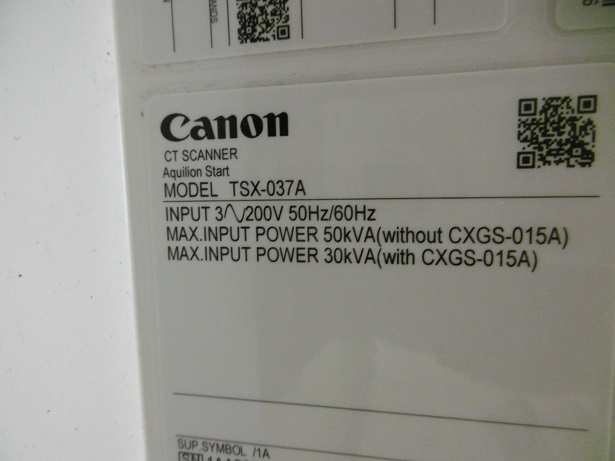 Canon
CT SCANNER
Aquilion Start
MODEL TSX-037A
INPUT 3∿200V 50Hz/60Hz
MAX.INPUT POWER 50kVA(without CXGS-015A)
MAX.INPUT POWER 30kVA(with CXGS-015A)
SUP SYMBOL /1A
SN